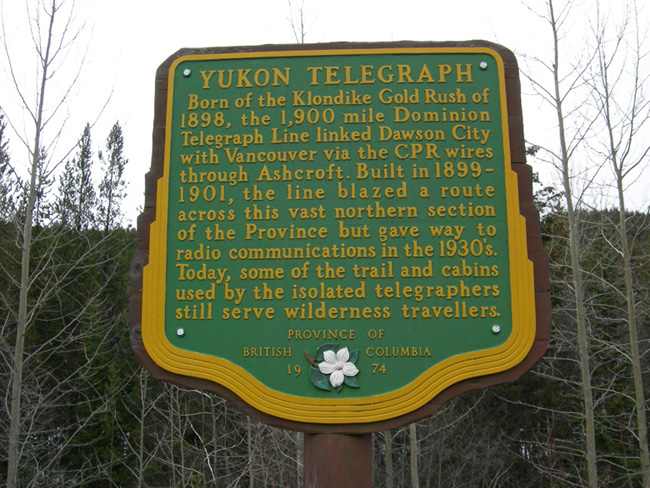 YUKON TELEGRAPH
Born of the Klondike Gold Rush of
1898, the 1,900 mile Dominion
Telegraph Line linked Dawson City
with Vancouver via the CPR wires
through Ashcroft. Built in 1899-
1901, the line blazed a route
across this vast northern section
of the Province but gave way to
radio communications in the 1930's.
Today, some of the trail and cabins
used by the isolated telegraphers
still serve wilderness travellers.
PROVINCE OF
BRITISH COLUMBIA
19 74